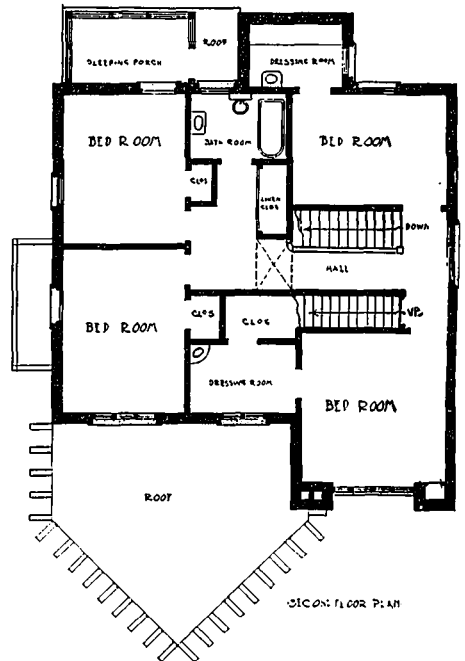 ROOF
SLEEPING PORCH
DRESSING ROOM
BED ROOM
BATH ROOM
BED ROOM
CLOS
LINEN
CLOS
DOWN
HALL
BED ROOM
CLOS
CLOS
UP
DRESSING ROOM
BED ROOM
ROOF
SECOND FLOOR PLAN